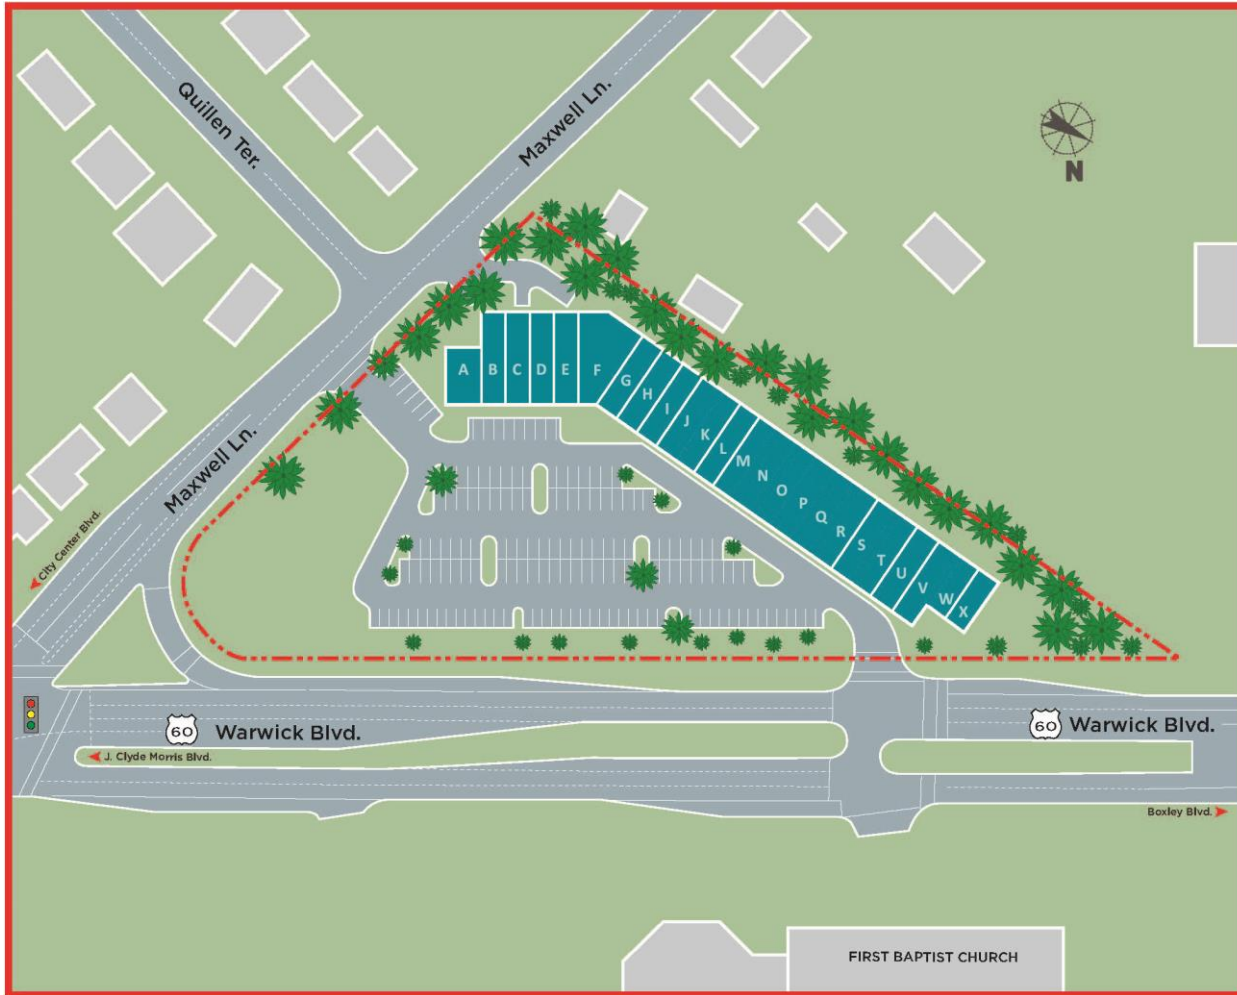 Quillen Ter.
Maxwell Ln.
N
A
B
C
D
E
F
G
H
I
J
K
L
M
N
O
P
Q
R
S
T
U
V
W
X
Maxwell Ln.
City Center Blvd.
60 Warwick Blvd.
60 Warwick Blvd.
J. Clyde Morris Blvd.
Boxley Blvd.
FIRST BAPTIST CHURCH